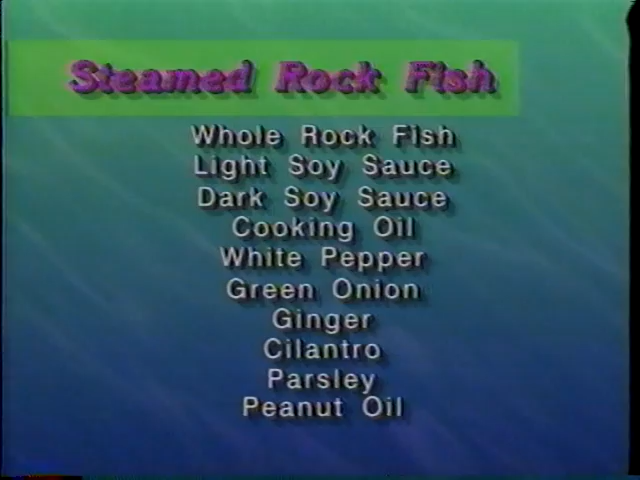 Steamed Rock Fish
Whole Rock Fish
Light Soy Sauce
Dark Soy Sauce
Cooking Oil
White Pepper
Green Onion
Ginger
Cilantro
Parsley
Peanut Oil